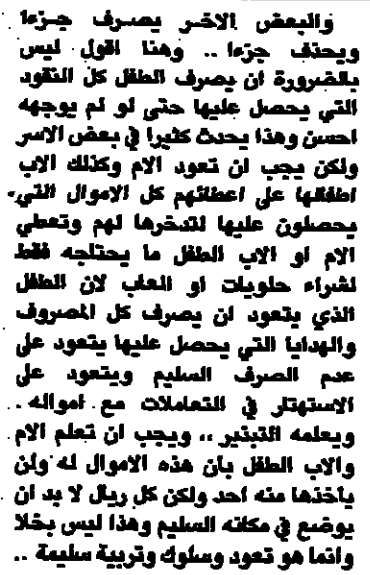 والبعض الاخر يصرف جزءا
ويحذف جزءا .. وهنا اقول ليس
بالضرورة ان يصرف الطفل كل النقود
التي يحصل عليها حتى لو لم يوجهه
احسن وهذا يحدث كثيرا في بعض الاسر
ولكن يجب ان تعود الام وكذلك الاب
اطفالها على اعطائهم كل الاموال التي
يحصلون عليها لتدخرها لهم وتعطي
الام او الاب الطفل ما يحتاجه فقط
لشراء حلويات او العاب لان الطفل
الذي يتعود ان يصرف كل المصروف
والهدايا التي يحصل عليها يتعود على
عدم الصرف السليم ويتعود على
الاستهتار في التعاملات مع امواله .
ويعلمه التبذير .. ويجب ان تعلم الام
والاب الطفل بأن هذه الاموال له ولن
يأخذها منه احد ولكن كل ريال لا بد ان
يوضع في مكانه السليم وهذا ليس بخلا
وانما هو تعود وسلوك وتربية سليمة ..